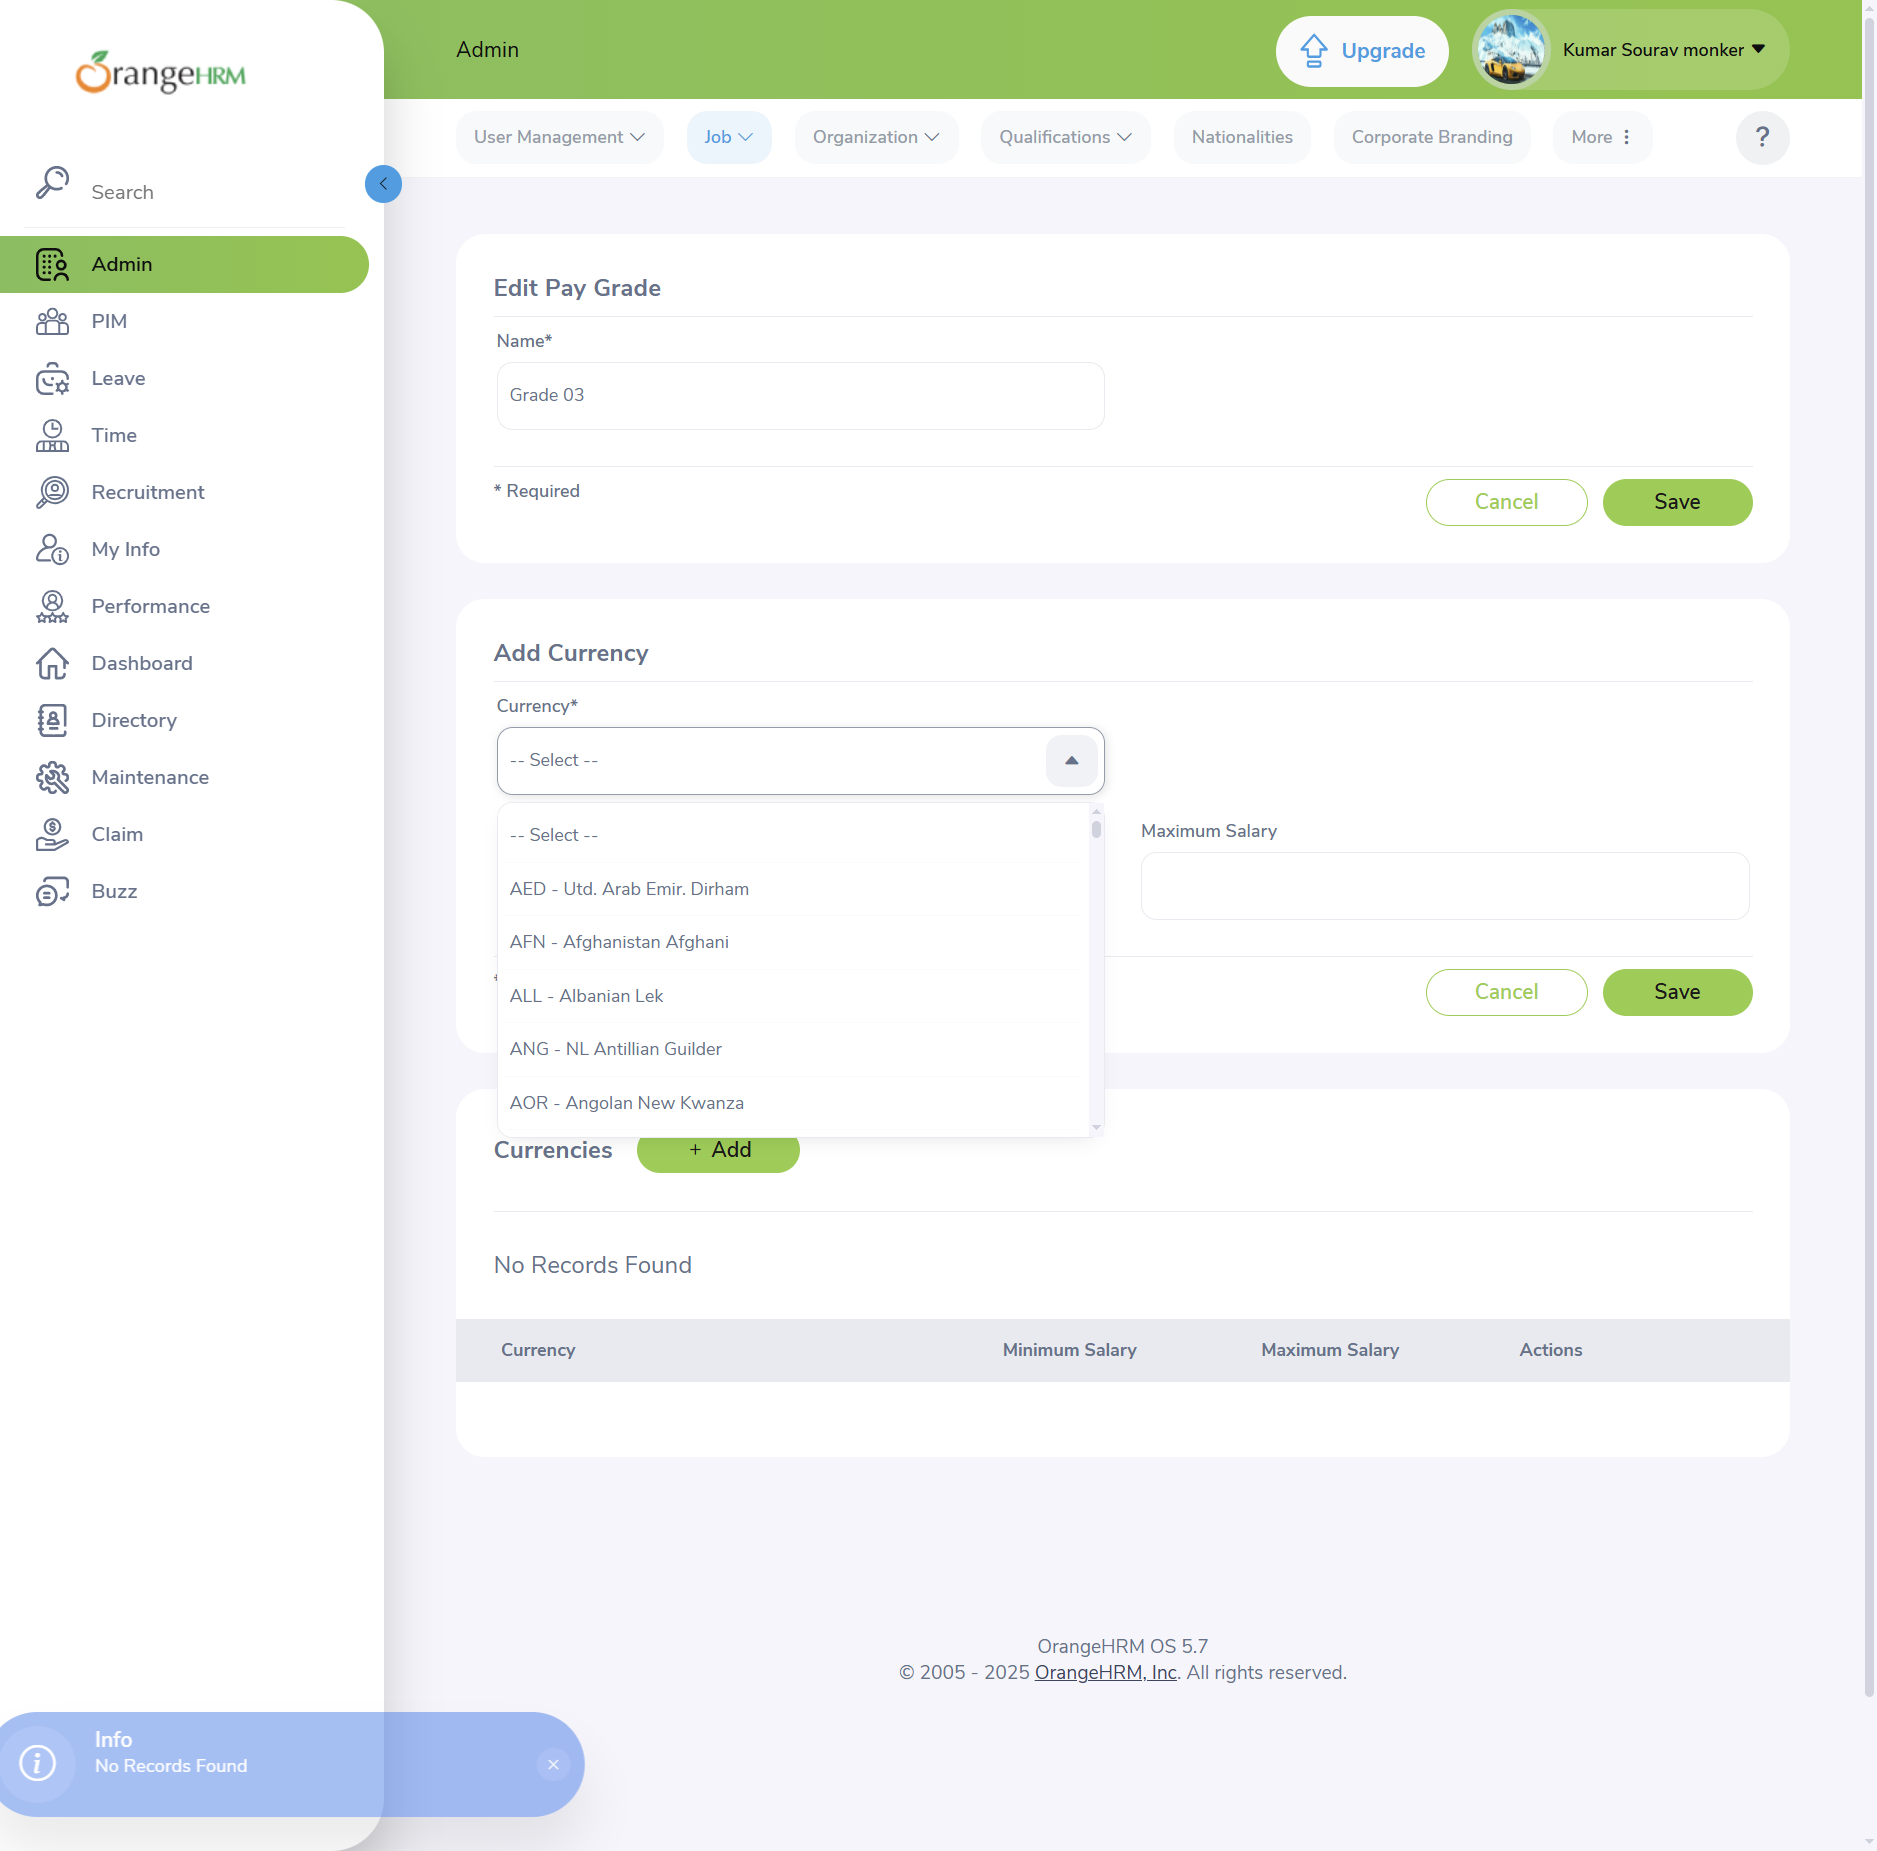 OrangeHRM
Search
Admin
PIM
Leave
Time
Recruitment
My Info
Performance
Dashboard
Directory
Maintenance
Claim
Buzz
Admin
Upgrade
Kumar Sourav monker
User Management
Job
Organization
Qualifications
Nationalities
Corporate Branding
More
?
Edit Pay Grade
Name*
Grade 03
* Required
Cancel
Save
Add Currency
Currency*
-- Select --
-- Select --
AED - Utd. Arab Emir. Dirham
AFN - Afghanistan Afghani
ALL - Albanian Lek
ANG - NL Antillian Guilder
AOR - Angolan New Kwanza
Maximum Salary
Cancel
Save
Currencies
+ Add
No Records Found
Currency Minimum Salary Maximum Salary Actions
OrangeHRM OS 5.7
© 2005 - 2025 OrangeHRM, Inc. All rights reserved.
Info
No Records Found